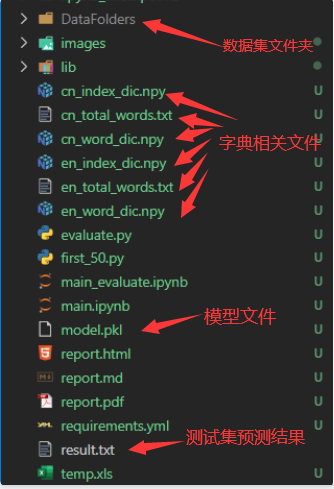 DataFolders
数据集文件夹
images
lib
cn_index_dic.npy U
cn_total_words.txt U
cn_word_dic.npy U
字典相关文件
en_index_dic.npy U
en_total_words.txt U
en_word_dic.npy U
evaluate.py U
first_50.py U
main_evaluate.ipynb U
main.ipynb U
model.pkl U
模型文件
report.html U
report.md U
report.pdf U
requirements.yml U
result.txt U
测试集预测结果
temp.xls U